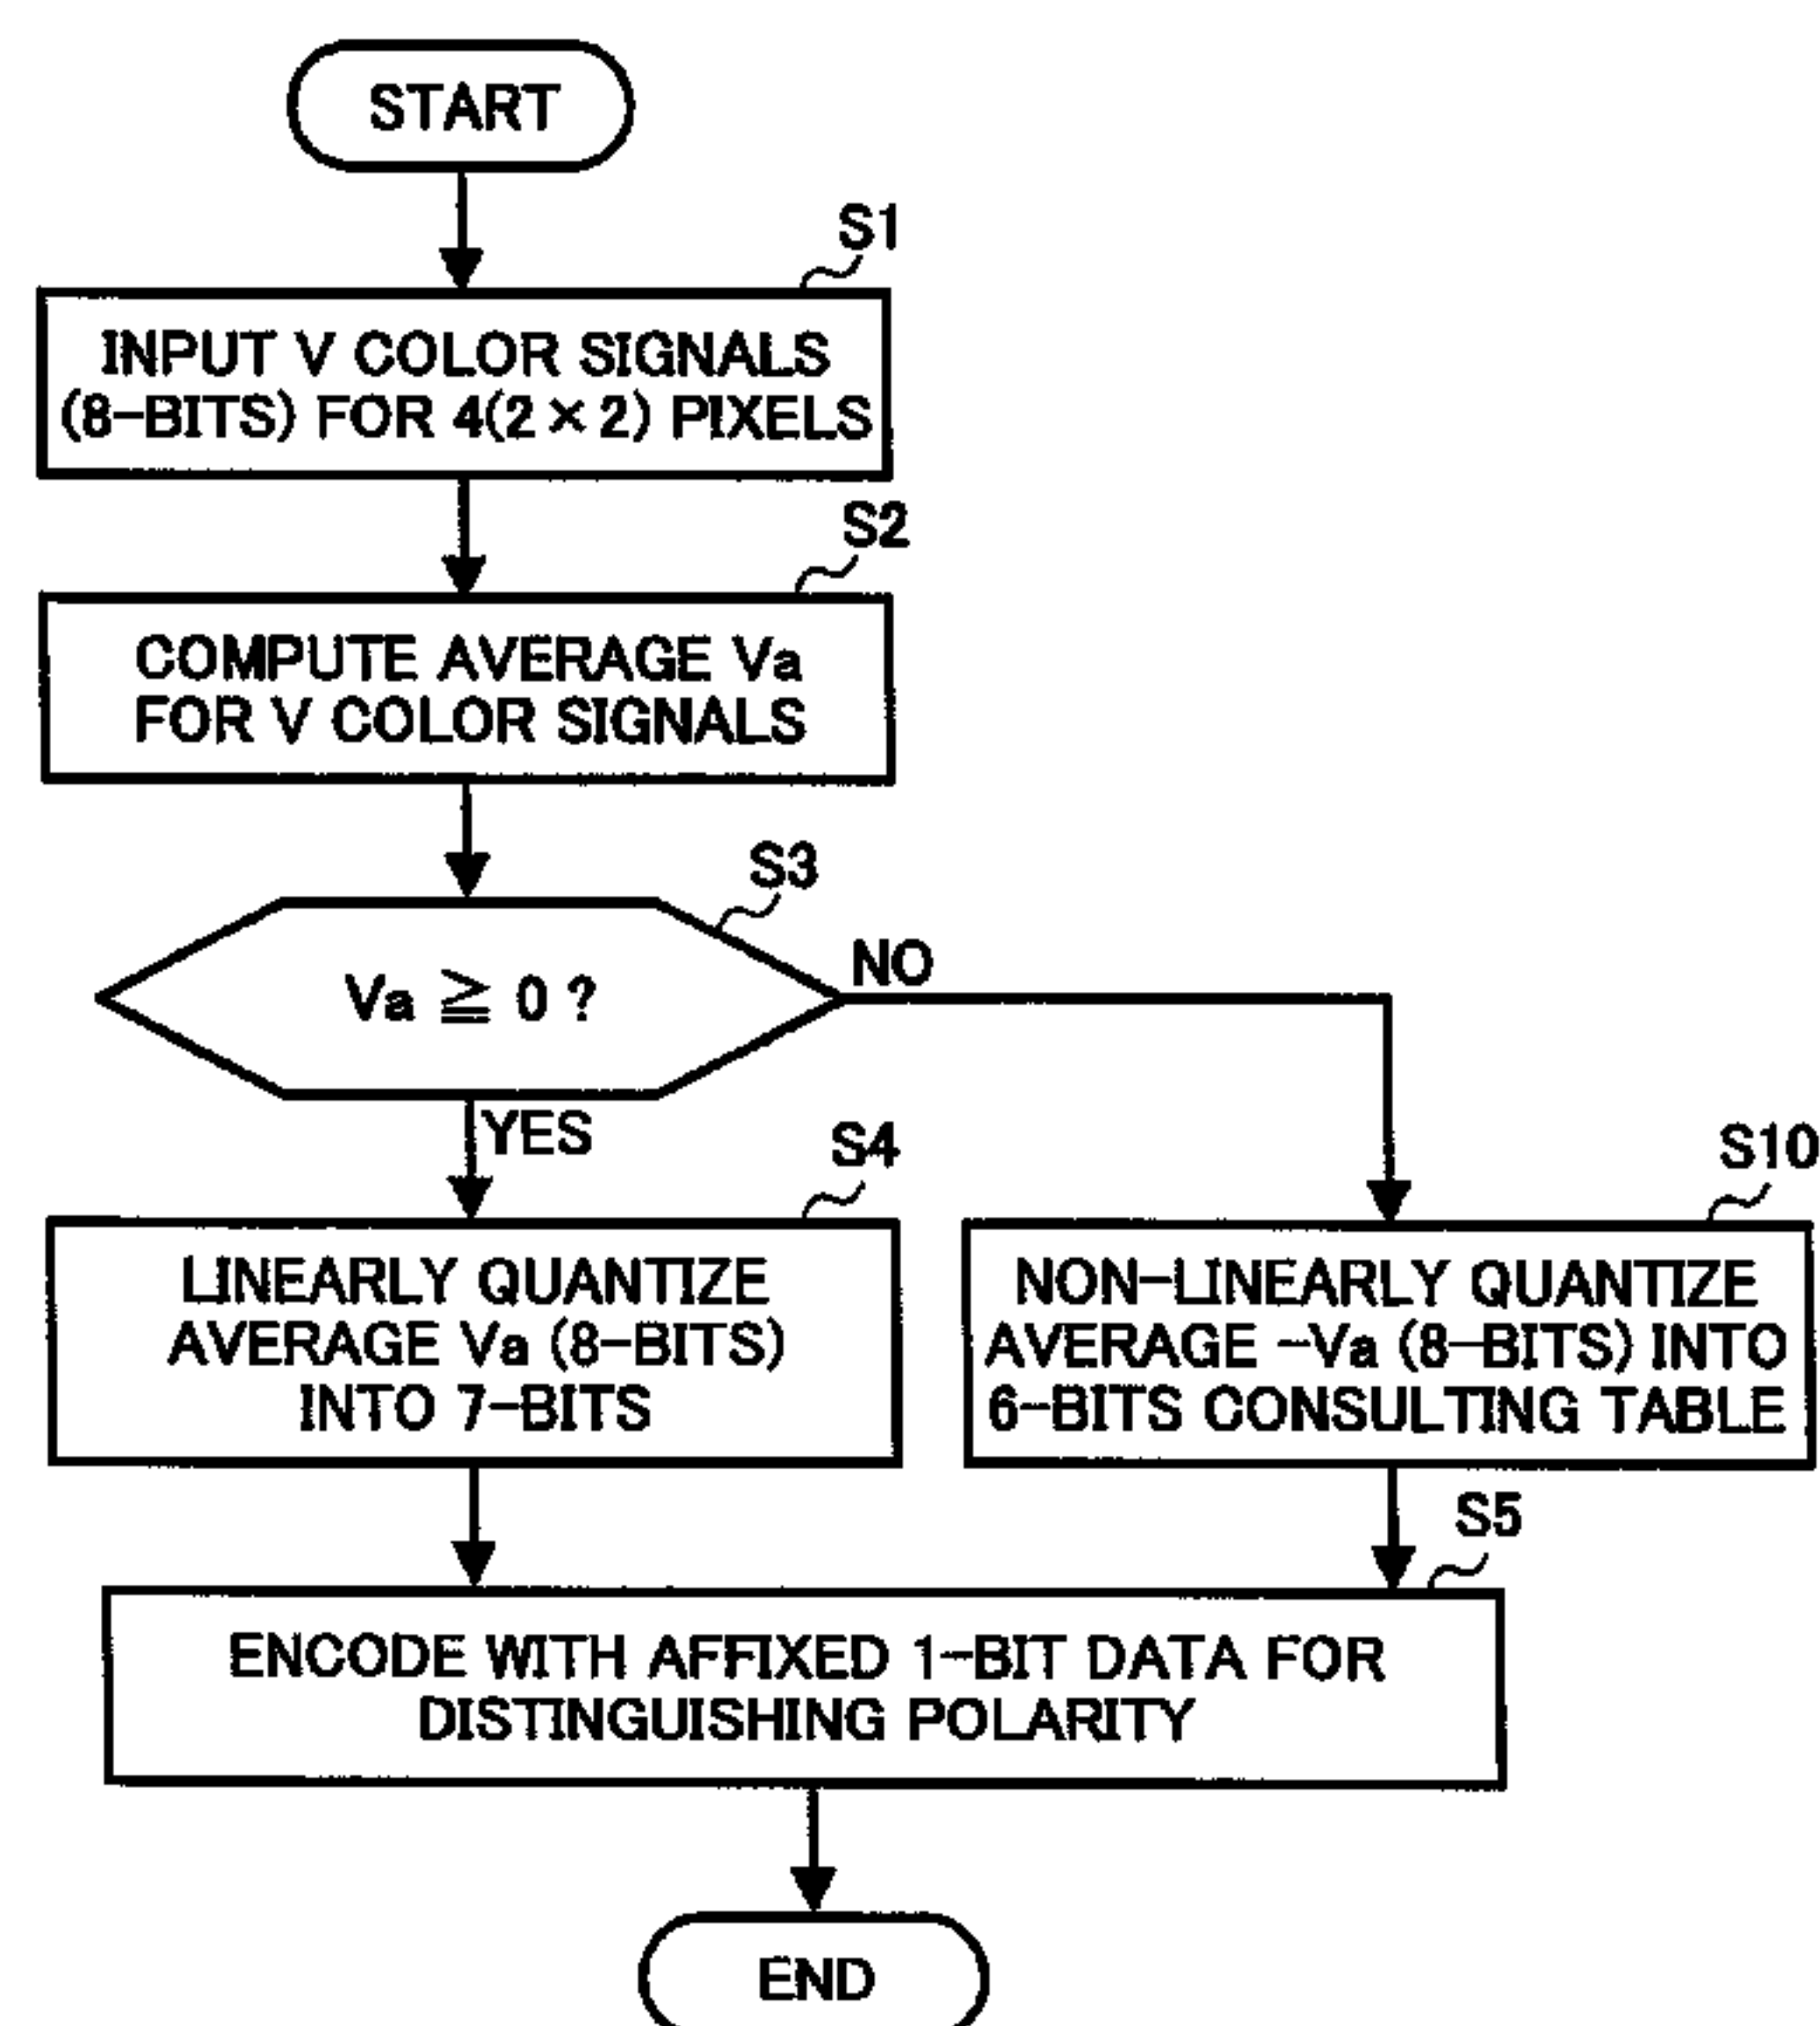 START
S1
INPUT V COLOR SIGNALS
(8-BITS) FOR 4(2×2) PIXELS
S2
COMPUTE AVERAGE Va
FOR V COLOR SIGNALS
S3
Va ≧ 0 ?
NO
YES
S4
LINEARLY QUANTIZE
AVERAGE Va (8-BITS)
INTO 7-BITS
S10
NON-LINEARLY QUANTIZE
AVERAGE -Va (8-BITS) INTO
6-BITS CONSULTING TABLE
S5
ENCODE WITH AFFIXED 1-BIT DATA FOR
DISTINGUISHING POLARITY
END